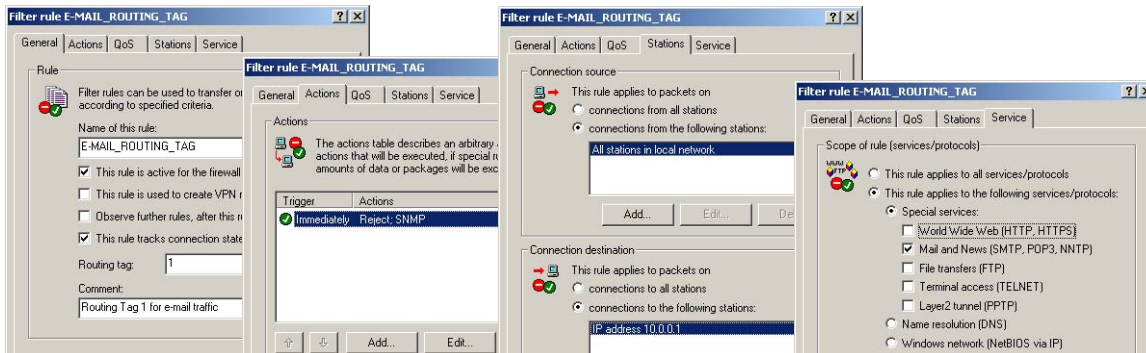 Filter rule E-MAIL_ROUTING_TAG
General Actions QoS Stations Service
Rule
Filter rules can be used to transfer or
according to specified criteria.
Name of this rule:
E-MAIL_ROUTING_TAG
This rule is active for the firewall
This rule is used to create VPN r
Observe further rules, after this r
This rule tracks connection state
Routing tag: 1
Comment:
Routing Tag 1 for e-mail traffic
Filter rule E-MAIL_ROUTING_TAG
General Actions QoS Stations Service
Actions
The actions table describes an arbitrary
actions that will be executed, if special ru
amounts of data or packages will be exc
Trigger Actions
Immediately Reject; SNMP
Add... Edit...
Filter rule E-MAIL_ROUTING_TAG
General Actions QoS Stations Service
Connection source
This rule applies to packets on
connections from all stations
connections from the following stations:
All stations in local network
Add... Edit... De
Connection destination
This rule applies to packets on
connections to all stations
connections to the following stations:
IP address 10.0.0.1
Filter rule E-MAIL_ROUTING_TAG
General Actions QoS Stations Service
Scope of rule (services/protocols)
This rule applies to all services/protocols
This rule applies to the following services/protocols:
Special services:
World Wide Web (HTTP, HTTPS)
Mail and News (SMTP, POP3, NNTP)
File transfers (FTP)
Terminal access (TELNET)
Layer2 tunnel (PPTP)
Name resolution (DNS)
Windows network (NetBIOS via IP)